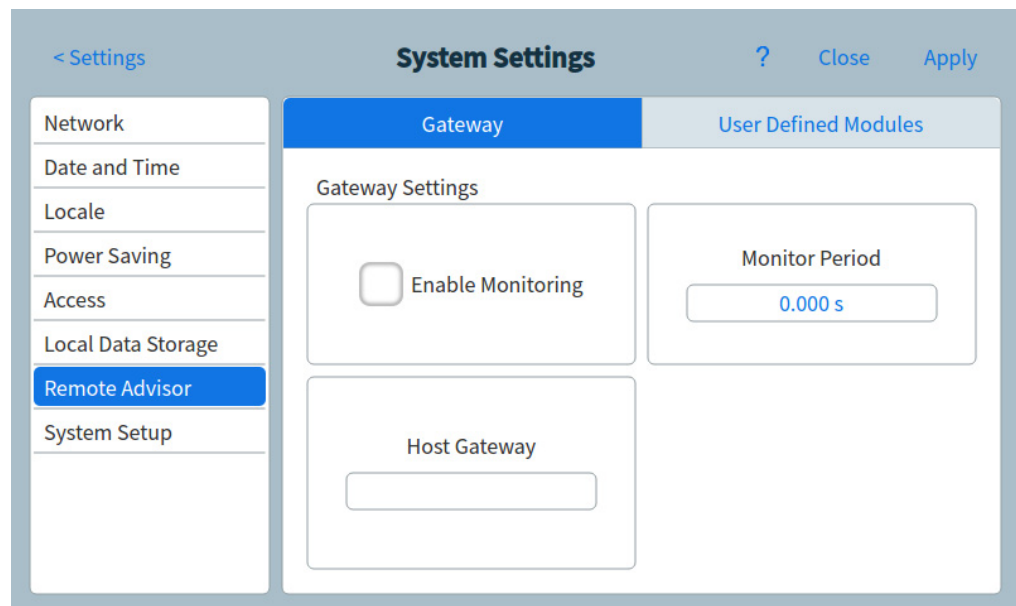 < Settings
System Settings
?
Close
Apply
Network
Date and Time
Locale
Power Saving
Access
Local Data Storage
Remote Advisor
System Setup
Gateway
User Defined Modules
Gateway Settings
Enable Monitoring
Monitor Period
0.000 s
Host Gateway